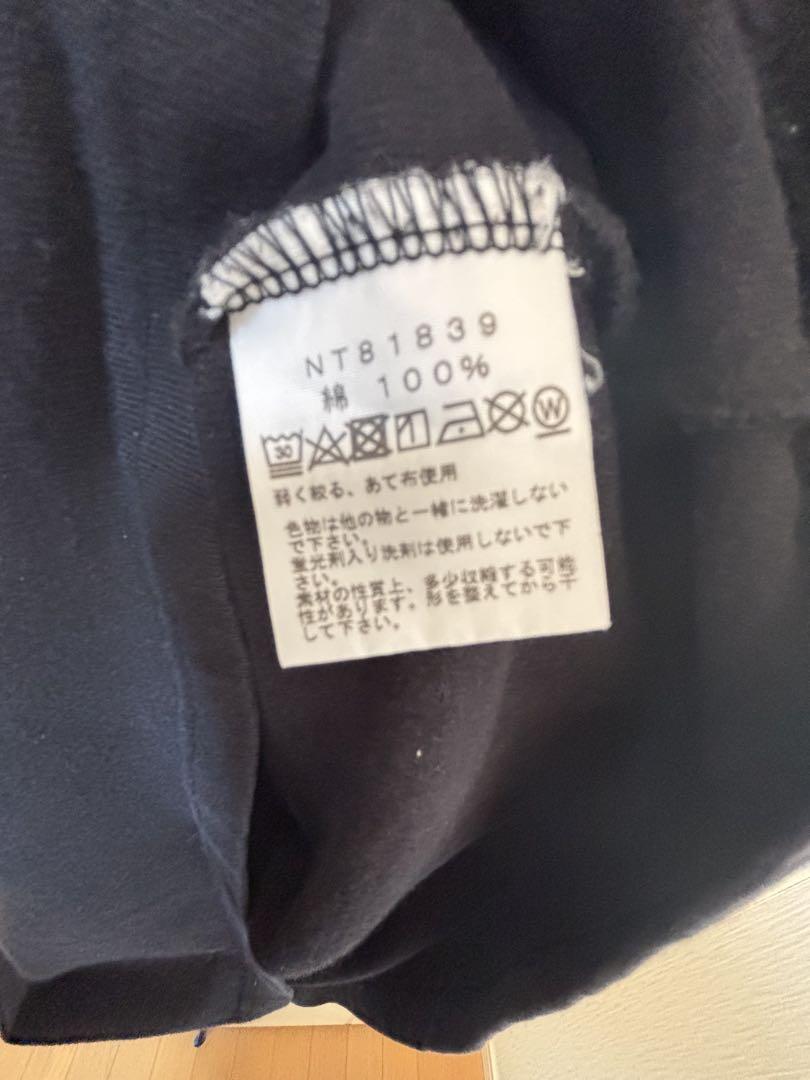 NT81839
綿 100%
30 W
弱く絞る、あて布使用
色物は他の物と一緒に洗濯しない
で下さい。
蛍光剤入り洗剤は使用しないで下
さい。
素材の性質上、多少収縮する可能
性があります。形を整えてから干
して下さい。